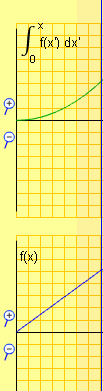 ∫₀ˣ f(x') dx'
f(x)